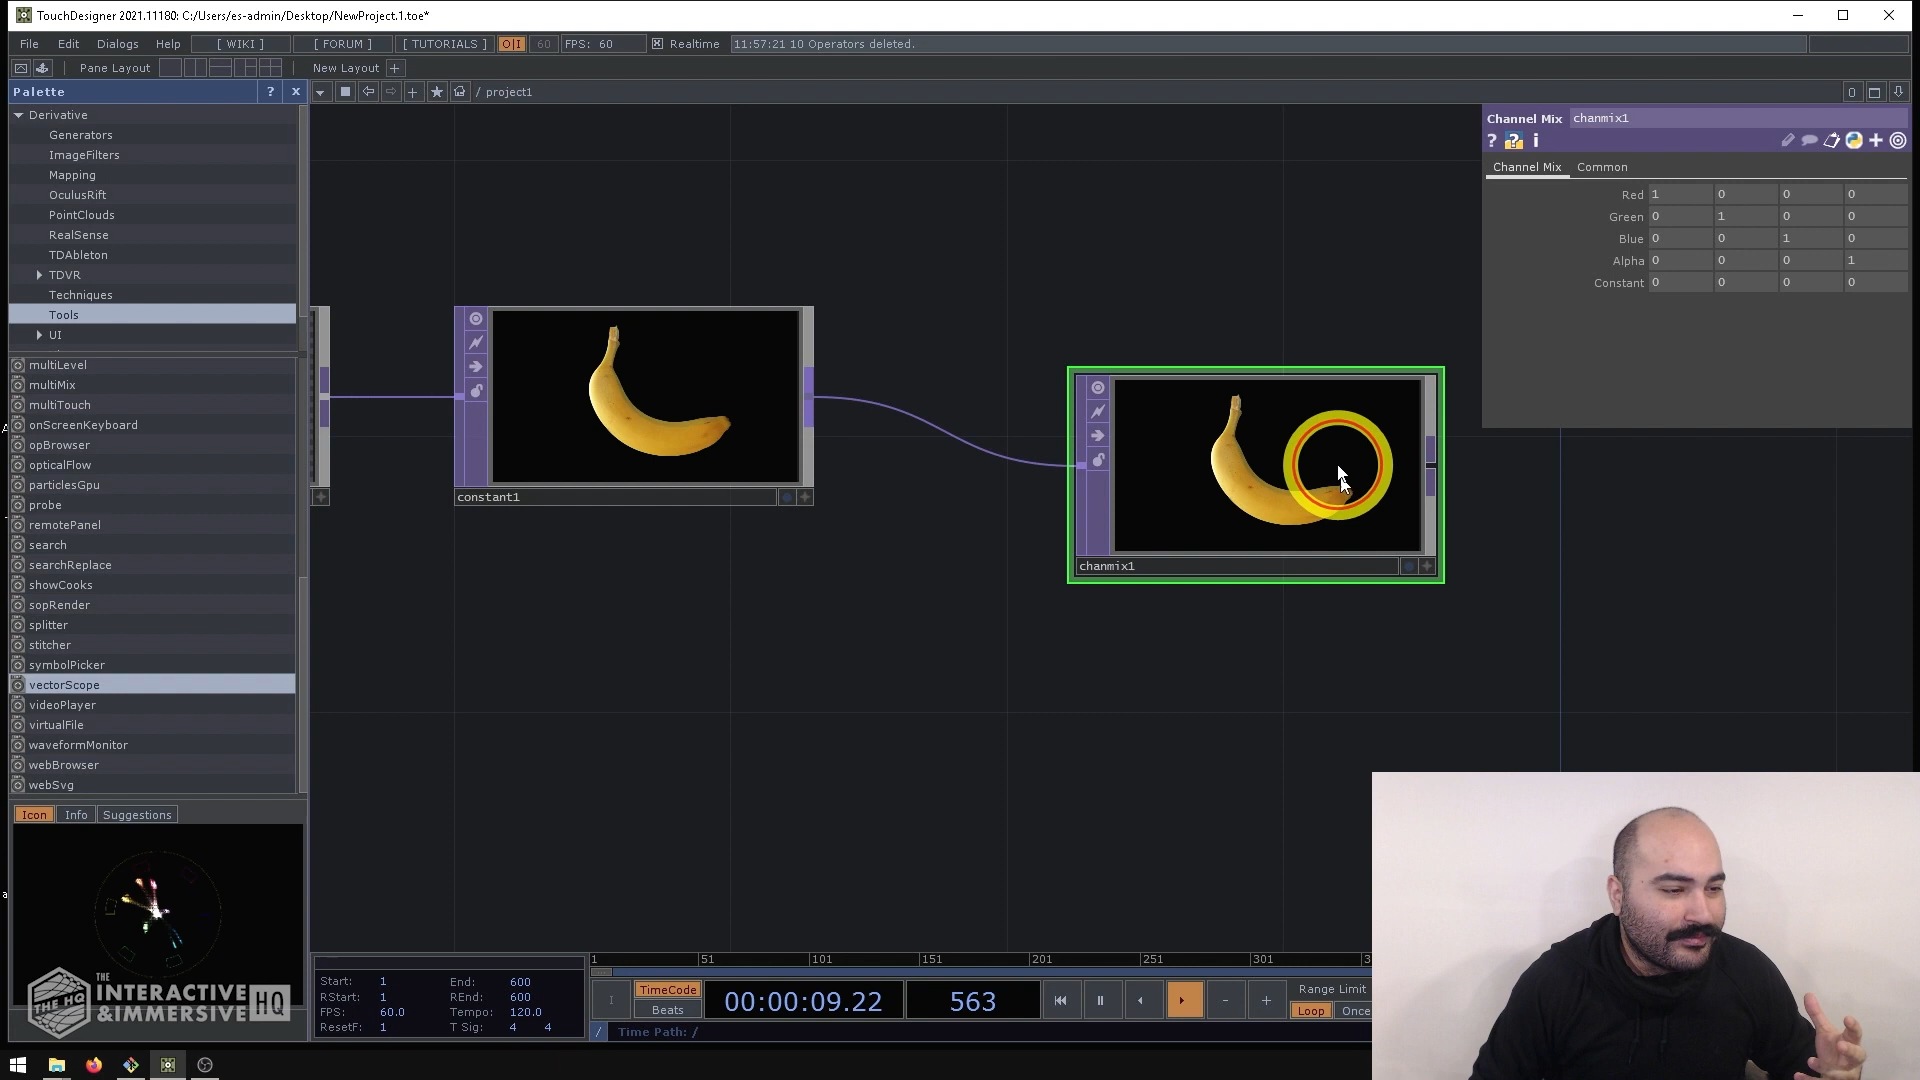 TouchDesigner 2021.11180: C:/Users/es-admin/Desktop/NewProject.1.toe*
File Edit Dialogs Help [ WIKI ] [ FORUM ] [ TUTORIALS ] O|I 60 FPS: 60 Realtime 11:57:21 10 Operators deleted.
Pane Layout New Layout +
Palette ? x / project1 0
Derivative
Generators
ImageFilters
Mapping
OculusRift
PointClouds
RealSense
TDAbleton
TDVR
Techniques
Tools
UI
multiLevel
multiMix
multiTouch
onScreenKeyboard
opBrowser
opticalFlow
particlesGpu
probe
remotePanel
search
searchReplace
showCooks
sopRender
splitter
stitcher
symbolPicker
vectorScope
videoPlayer
virtualFile
waveformMonitor
webBrowser
webSvg
Icon Info Suggestions
THE HQ
THE
INTERACTIVE
& IMMERSIVE HQ
constant1
chanmix1
Channel Mix chanmix1
? ? i
Channel Mix Common
Red 1 0 0 0
Green 0 1 0 0
Blue 0 0 1 0
Alpha 0 0 0 1
Constant 0 0 0 0
1 51 101 151 201 251 301 3
Start: 1 End: 600
RStart: 1 REnd: 600
FPS: 60.0 Tempo: 120.0
ResetF: 1 T Sig: 4 4
I TimeCode 00:00:09.22 563 - + Range Limit
Beats Loop Once
/ Time Path: /